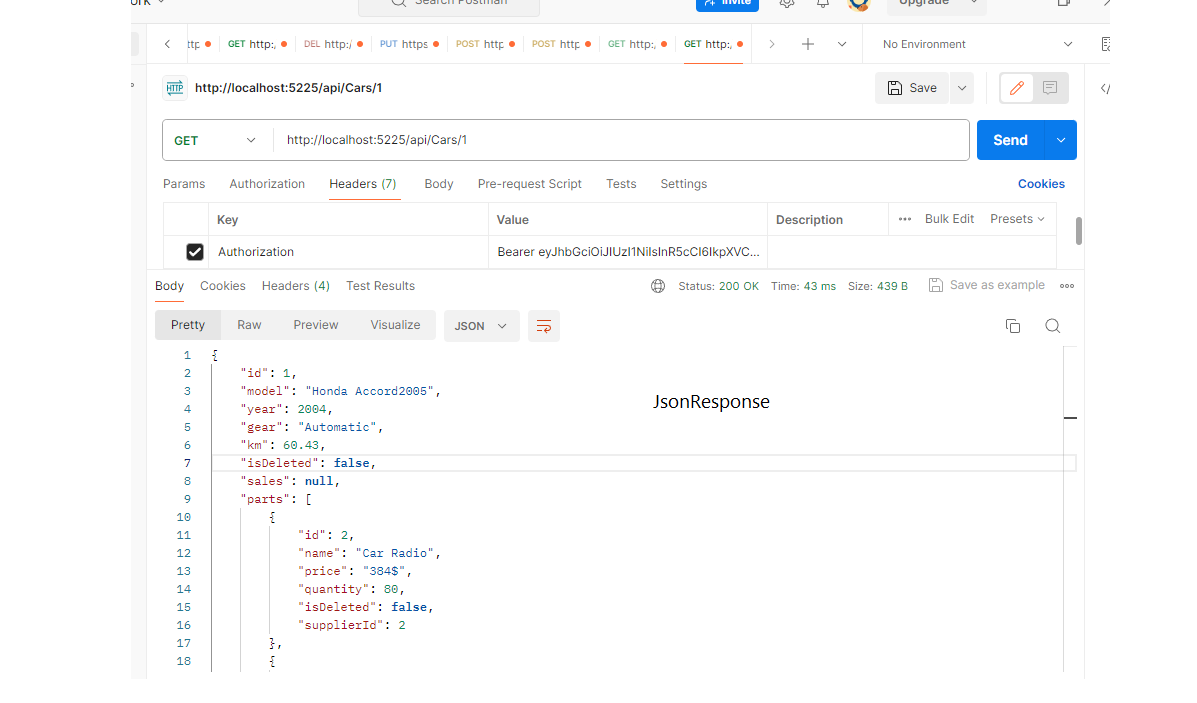 Search Postman
Invite
Upgrade
GET http:/
DEL http:/
PUT https
POST http
POST http
GET http:/
GET http:/
No Environment
HTTP
http://localhost:5225/api/Cars/1
Save
GET
http://localhost:5225/api/Cars/1
Send
Params Authorization Headers (7) Body Pre-request Script Tests Settings Cookies
Key Value Description Bulk Edit Presets
Authorization Bearer eyJhbGciOiJIUzI1NiIsInR5cCI6IkpXVC...
Body Cookies Headers (4) Test Results Status: 200 OK Time: 43 ms Size: 439 B Save as example
Pretty Raw Preview Visualize JSON
JsonResponse
1 {
2 "id": 1,
3 "model": "Honda Accord2005",
4 "year": 2004,
5 "gear": "Automatic",
6 "km": 60.43,
7 "isDeleted": false,
8 "sales": null,
9 "parts": [
10 {
11 "id": 2,
12 "name": "Car Radio",
13 "price": "384$",
14 "quantity": 80,
15 "isDeleted": false,
16 "supplierId": 2
17 },
18 {